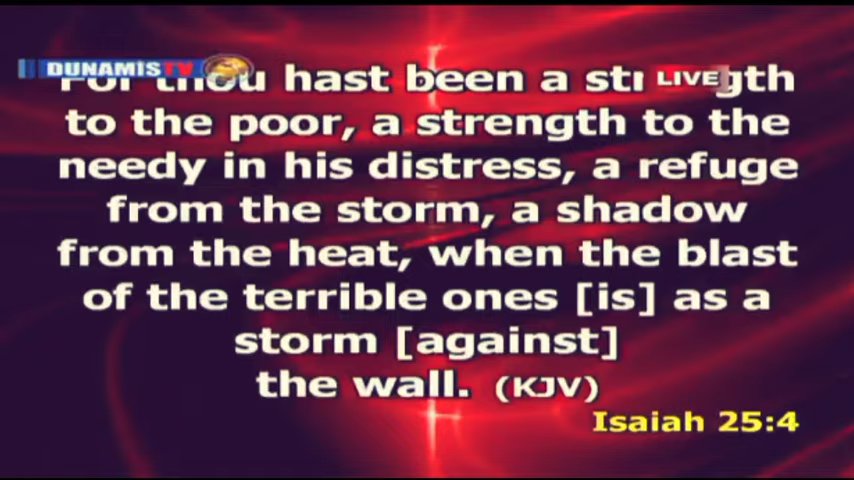 DUNAMIS TV
LIVE
For thou hast been a strength
to the poor, a strength to the
needy in his distress, a refuge
from the storm, a shadow
from the heat, when the blast
of the terrible ones [is] as a
storm [against]
the wall. (KJV)
Isaiah 25:4